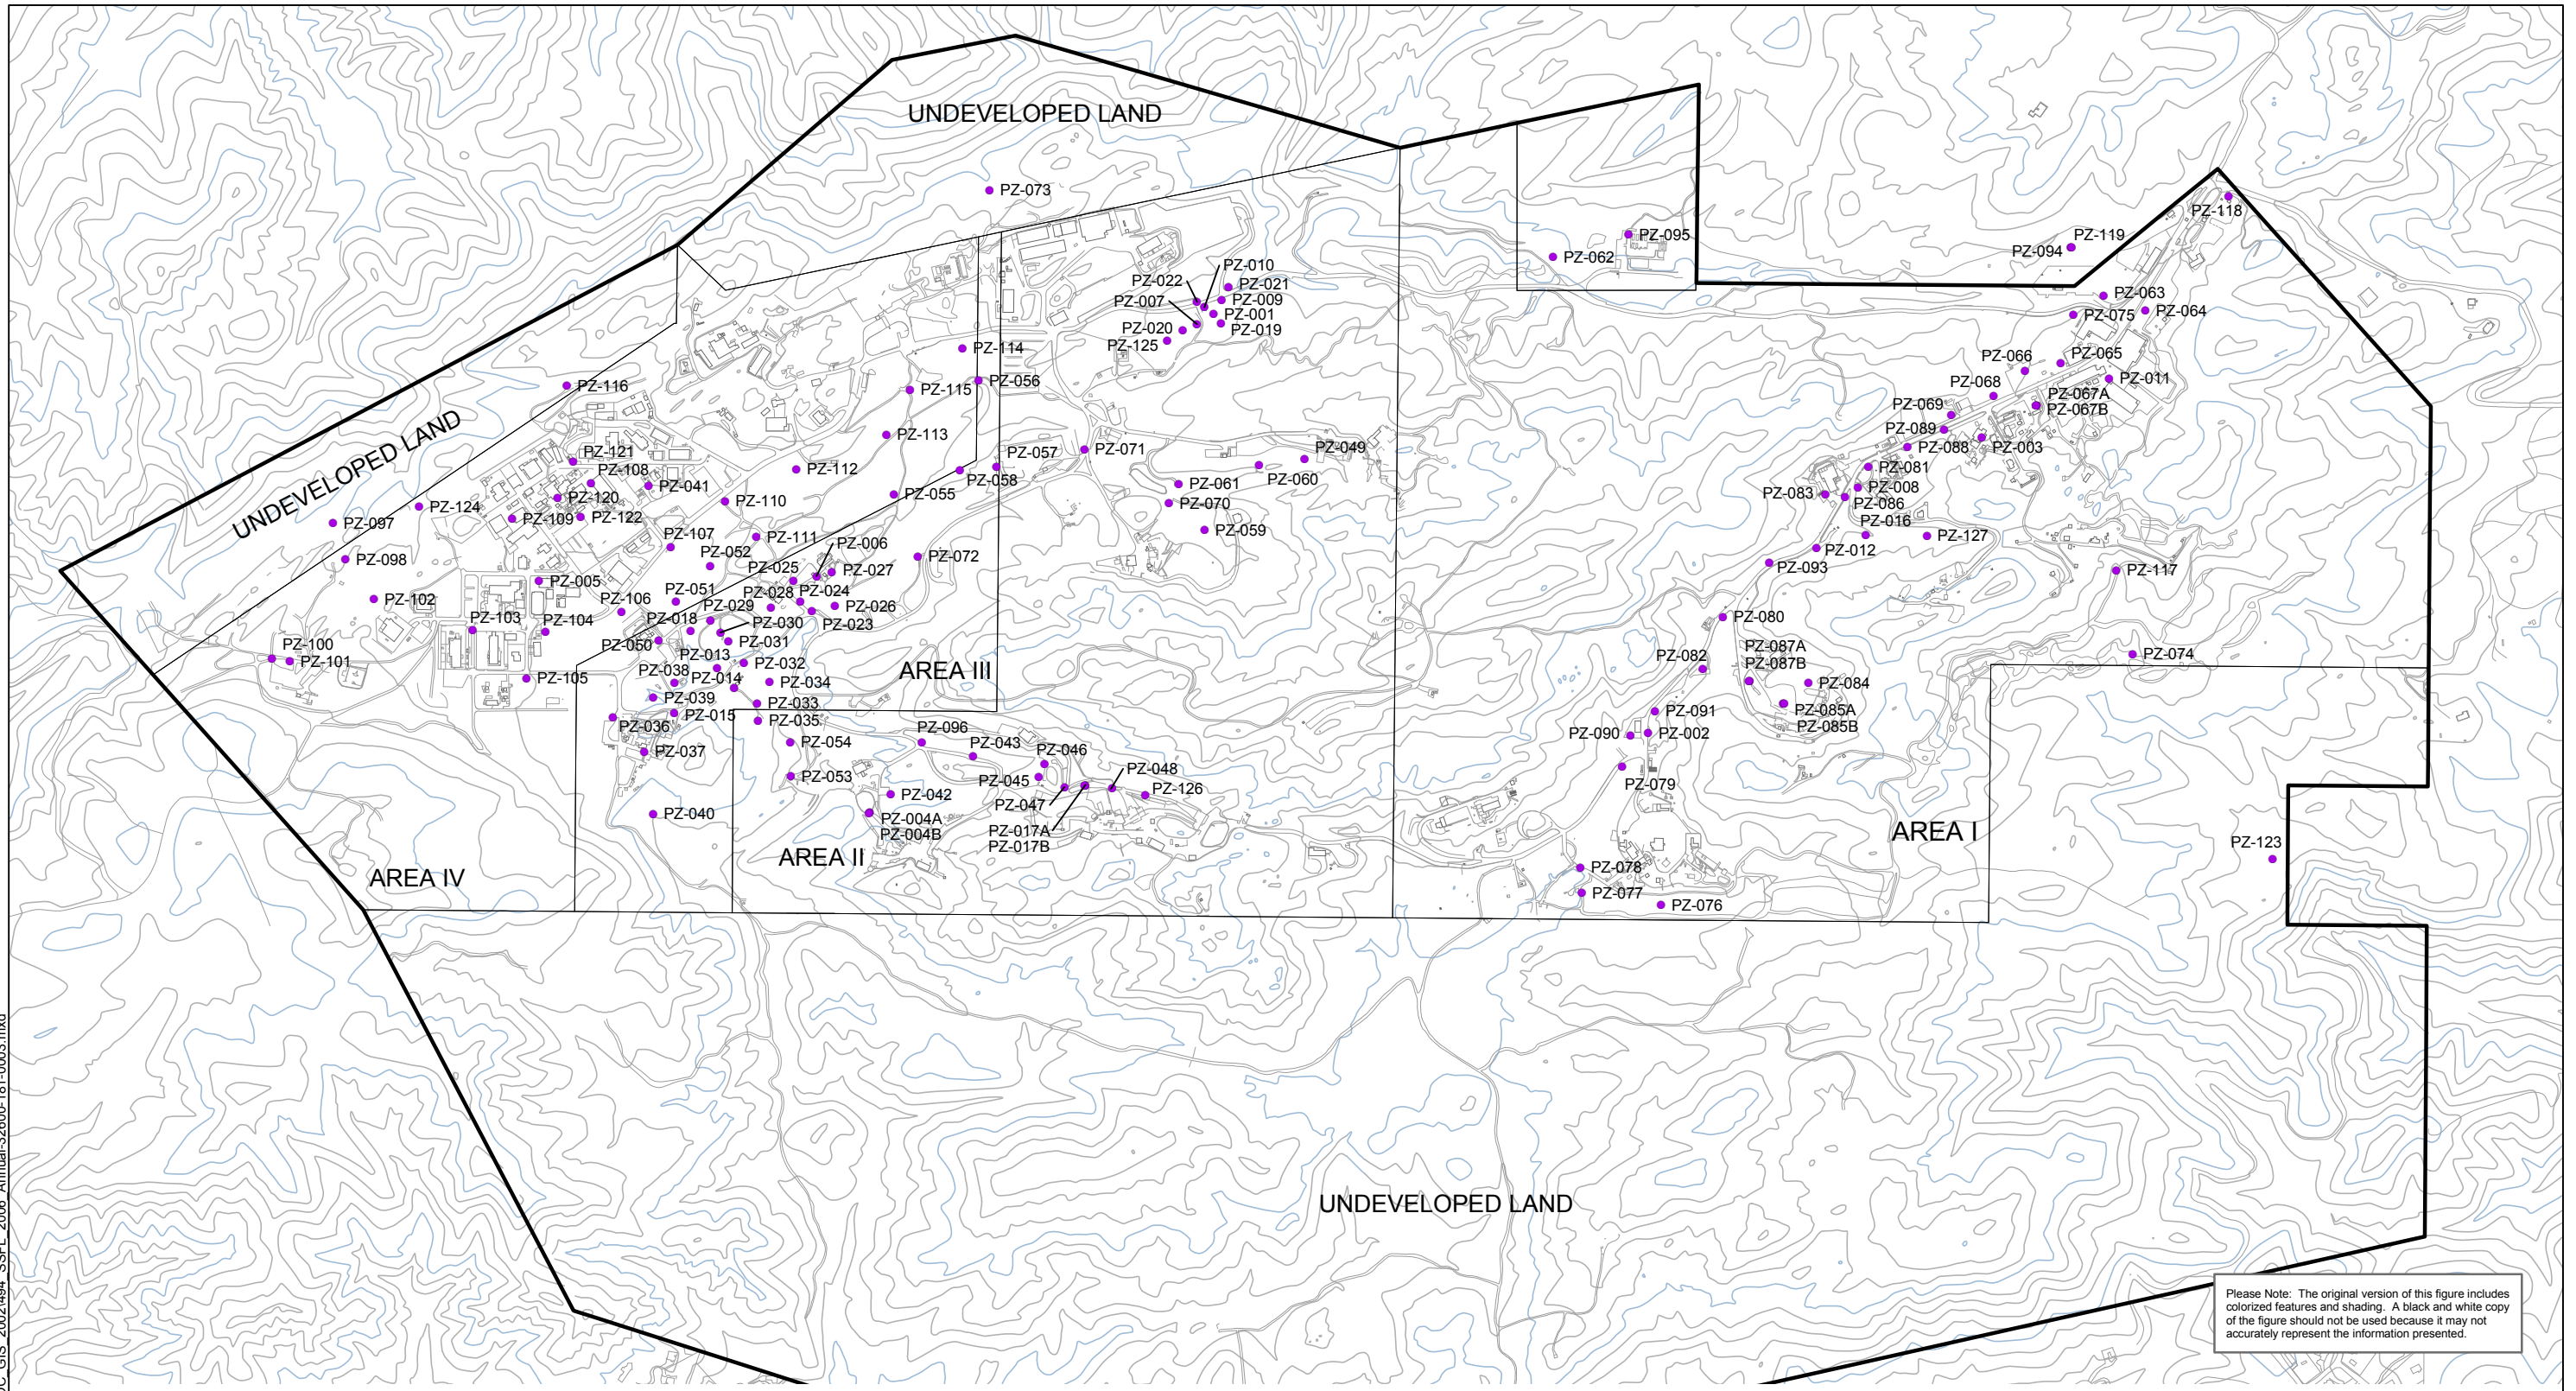 UNDEVELOPED LAND
PZ-073
PZ-118
PZ-119
PZ-094
PZ-095
PZ-062
PZ-010
PZ-022
PZ-021
PZ-007
PZ-009
PZ-001
PZ-020
PZ-019
PZ-125
PZ-063
PZ-075
PZ-064
PZ-114
PZ-056
PZ-115
PZ-116
PZ-066
PZ-065
PZ-068
PZ-011
PZ-067A
PZ-067B
PZ-069
PZ-089
PZ-088
PZ-003
PZ-113
PZ-057
PZ-071
PZ-049
PZ-060
PZ-058
PZ-061
PZ-070
PZ-059
PZ-055
PZ-112
PZ-121
PZ-108
PZ-041
PZ-120
PZ-110
PZ-122
PZ-109
PZ-124
UNDEVELOPED LAND
PZ-097
PZ-098
PZ-107
PZ-052
PZ-111
PZ-006
PZ-025
PZ-027
PZ-072
PZ-081
PZ-083
PZ-008
PZ-086
PZ-016
PZ-127
PZ-012
PZ-093
PZ-117
PZ-005
PZ-102
PZ-106
PZ-051
PZ-028
PZ-024
PZ-029
PZ-026
PZ-023
PZ-018
PZ-030
PZ-103
PZ-104
PZ-050
PZ-031
PZ-080
PZ-100
PZ-101
PZ-013
PZ-032
PZ-038
PZ-014
PZ-034
PZ-105
AREA III
PZ-087A
PZ-087B
PZ-082
PZ-084
PZ-074
PZ-039
PZ-033
PZ-015
PZ-035
PZ-036
PZ-037
PZ-085A
PZ-085B
PZ-091
PZ-090
PZ-002
PZ-079
PZ-096
PZ-043
PZ-046
PZ-054
PZ-053
PZ-045
PZ-048
PZ-047
PZ-126
PZ-042
PZ-040
PZ-004A
PZ-004B
PZ-017A
PZ-017B
AREA I
AREA II
AREA IV
PZ-123
PZ-078
PZ-077
PZ-076
UNDEVELOPED LAND
Please Note: The original version of this figure includes
colorized features and shading. A black and white copy
of the figure should not be used because it may not
accurately represent the information presented.